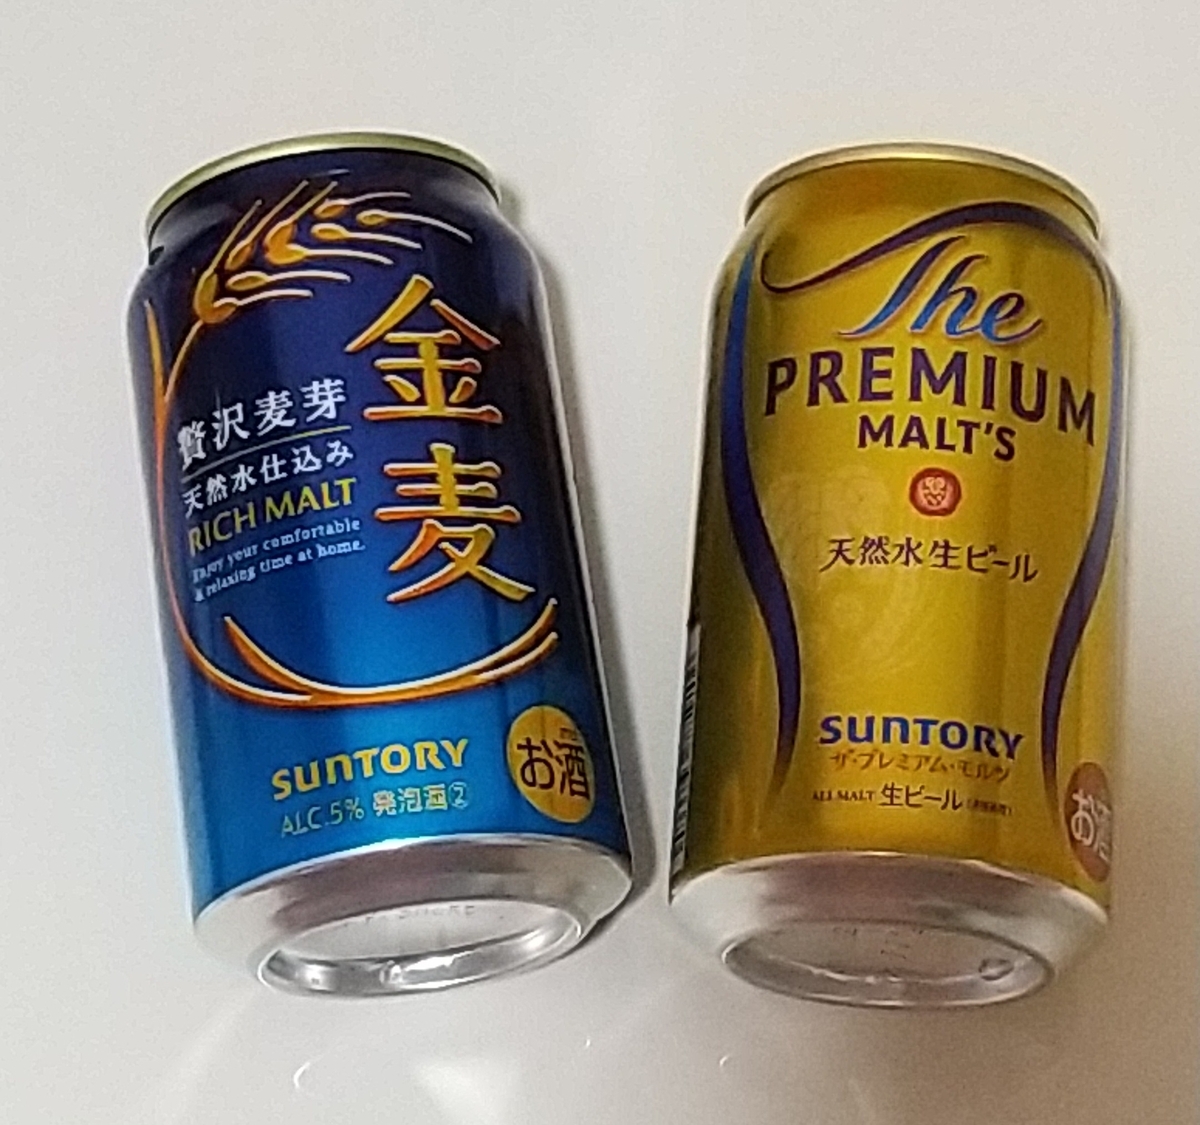 金麦
贅沢麦芽
天然水仕込み
RICH MALT
Enjoy your comfortable
& relaxing time at home.
SUNTORY
ALC.5% 発泡酒②
お酒
The
PREMIUM
MALT'S
天然水生ビール
SUNTORY
ザ・プレミアム・モルツ
ALL MALT 生ビール
お酒